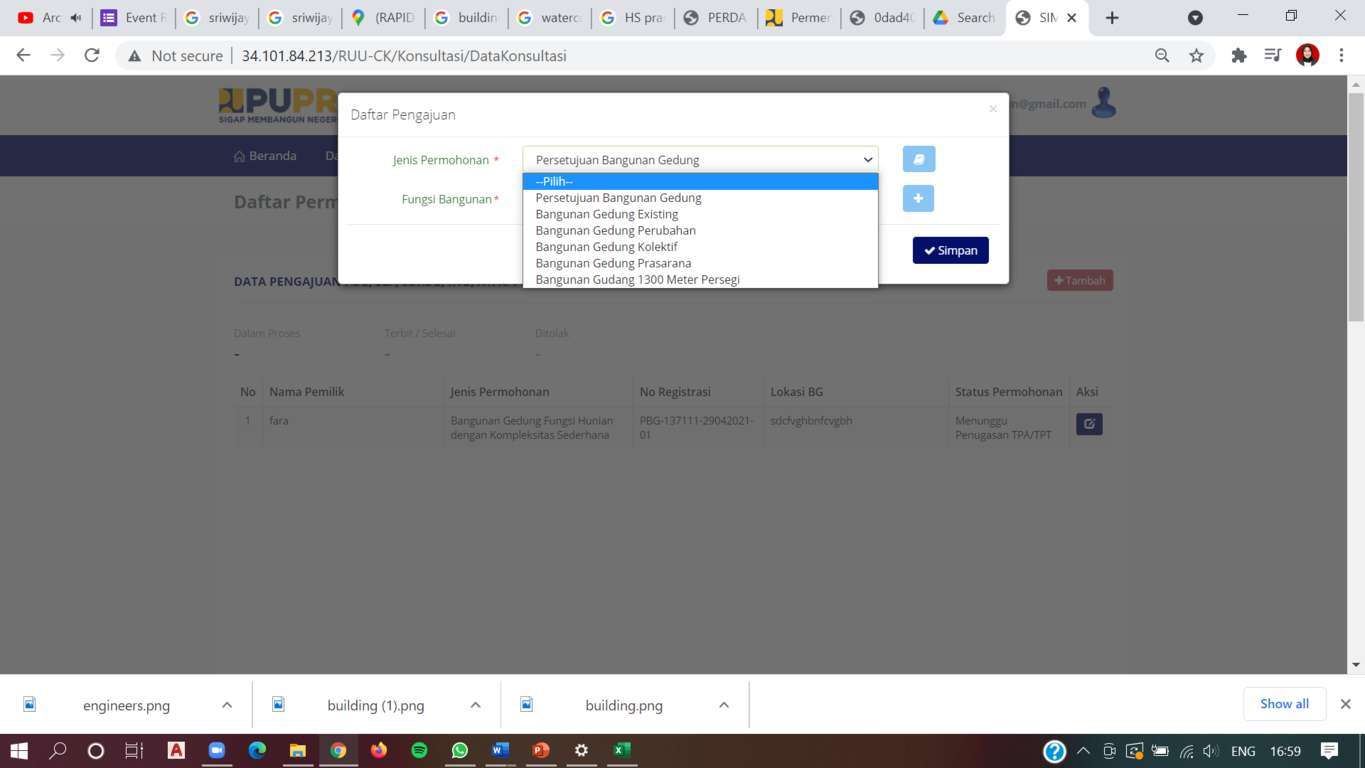 Arc
Event F
sriwijay
sriwijay
(RAPID
buildin
waterc
HS pra
PERDA
Permer
0dad40
Search
SIM
Not secure
34.101.84.213/RUU-CK/Konsultasi/DataKonsultasi
PUPR
SIGAP MEMBANGUN NEGER
n@gmail.com
Daftar Pengajuan
×
Beranda
Da
Jenis Permohonan *
Persetujuan Bangunan Gedung
--Pilih--
Persetujuan Bangunan Gedung
Bangunan Gedung Existing
Bangunan Gedung Perubahan
Bangunan Gedung Kolektif
Bangunan Gedung Prasarana
Bangunan Gudang 1300 Meter Persegi
Fungsi Bangunan*
Daftar Perm
Simpan
DATA PENGAJUAN
Tambah
Dalam Proses
Terbit / Selesai
Ditolak
-
-
-
No Nama Pemilik Jenis Permohonan No Registrasi Lokasi BG Status Permohonan Aksi
1 fara Bangunan Gedung Fungsi Hunian PBG-137111-29042021- sdcfvghbnfcvgbh Menunggu
dengan Kompleksitas Sederhana 01 Penugasan TPA/TPT
engineers.png
building (1).png
building.png
Show all
ENG
16:59